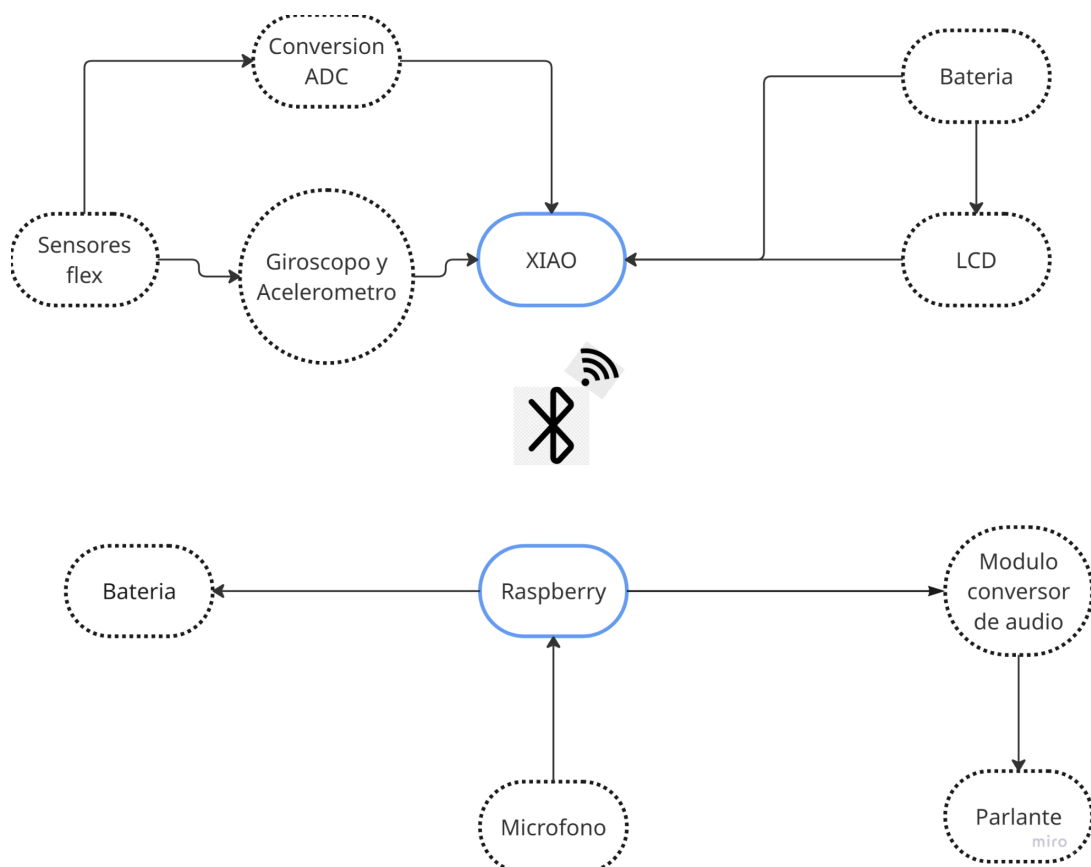 Conversion
ADC
Bateria
Sensores
flex
Giroscopo y
Acelerometro
XIAO
LCD
Bateria
Raspberry
Modulo
conversor
de audio
Microfono
Parlante
miro